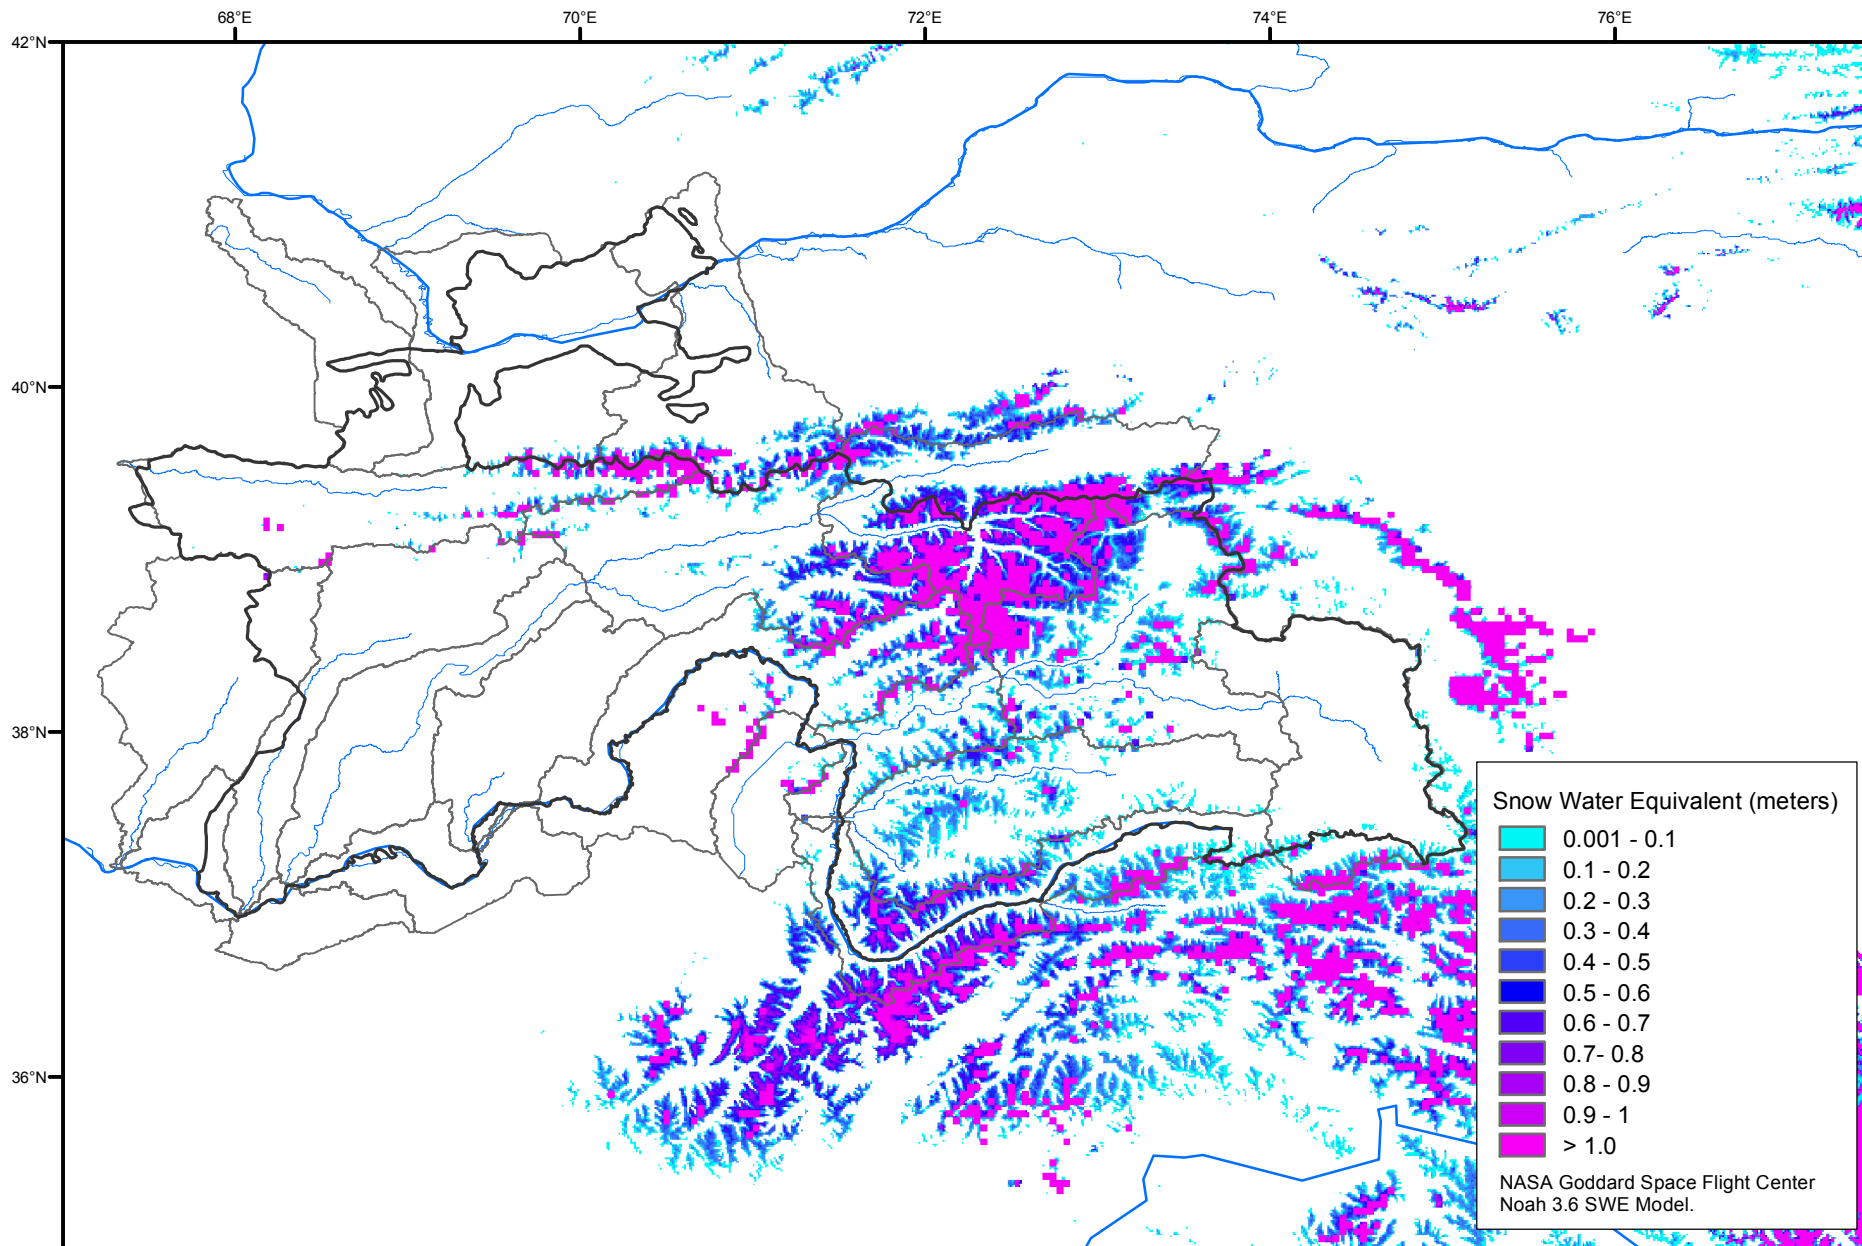 68°E 70°E 72°E 74°E 76°E
42°N
40°N
38°N
36°N
Snow Water Equivalent (meters)
0.001 - 0.1
0.1 - 0.2
0.2 - 0.3
0.3 - 0.4
0.4 - 0.5
0.5 - 0.6
0.6 - 0.7
0.7- 0.8
0.8 - 0.9
0.9 - 1
> 1.0
NASA Goddard Space Flight Center
Noah 3.6 SWE Model.